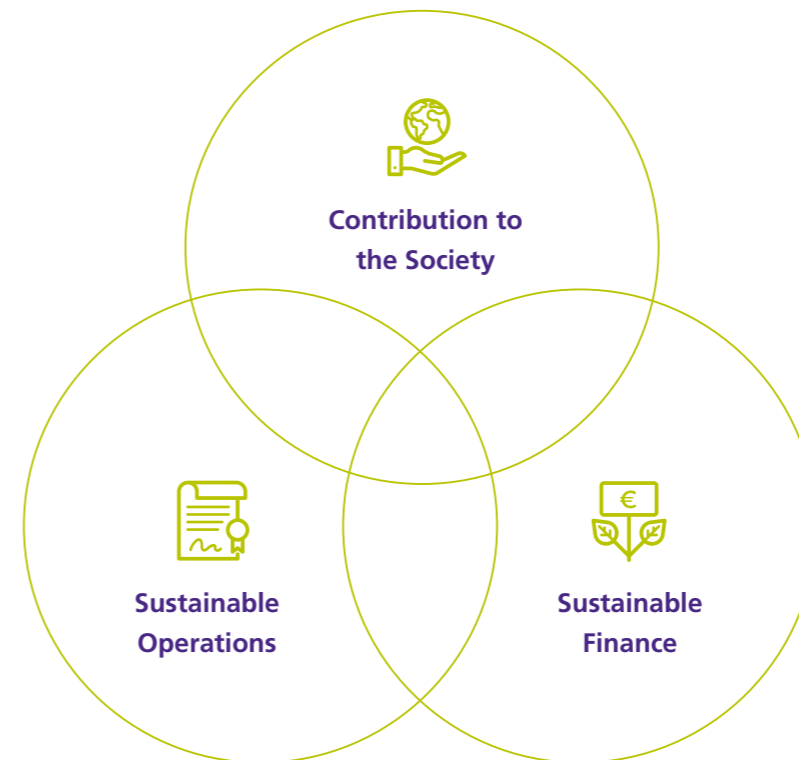 Contribution to
the Society
€
Sustainable
Operations
Sustainable
Finance